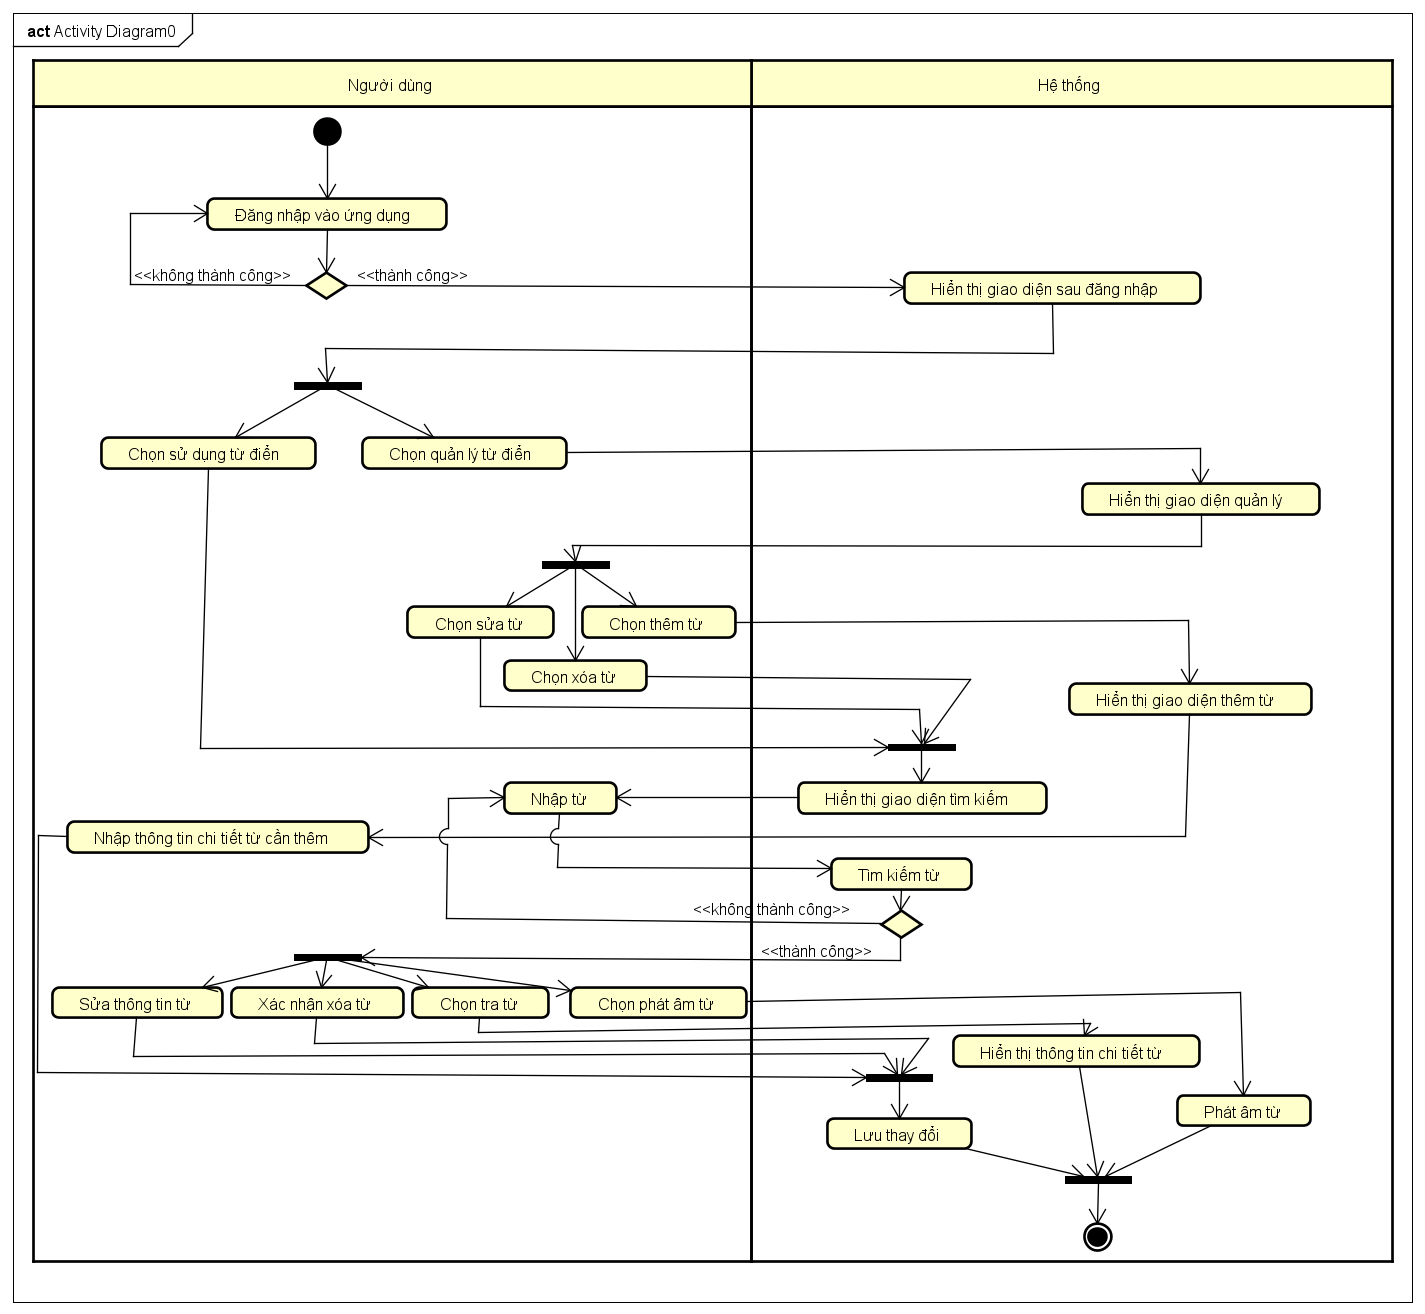 act Activity Diagram0
Người dùng
Hệ thống
Đăng nhập vào ứng dụng
<<không thành công>>
<<thành công>>
Hiển thị giao diện sau đăng nhập
Chọn sử dụng từ điển
Chọn quản lý từ điển
Hiển thị giao diện quản lý
Chọn sửa từ
Chọn thêm từ
Chọn xóa từ
Hiển thị giao diện thêm từ
Nhập từ
Hiển thị giao diện tìm kiếm
Nhập thông tin chi tiết từ cần thêm
Tìm kiếm từ
<<không thành công>>
<<thành công>>
Sửa thông tin từ
Xác nhận xóa từ
Chọn tra từ
Chọn phát âm từ
Hiển thị thông tin chi tiết từ
Phát âm từ
Lưu thay đổi